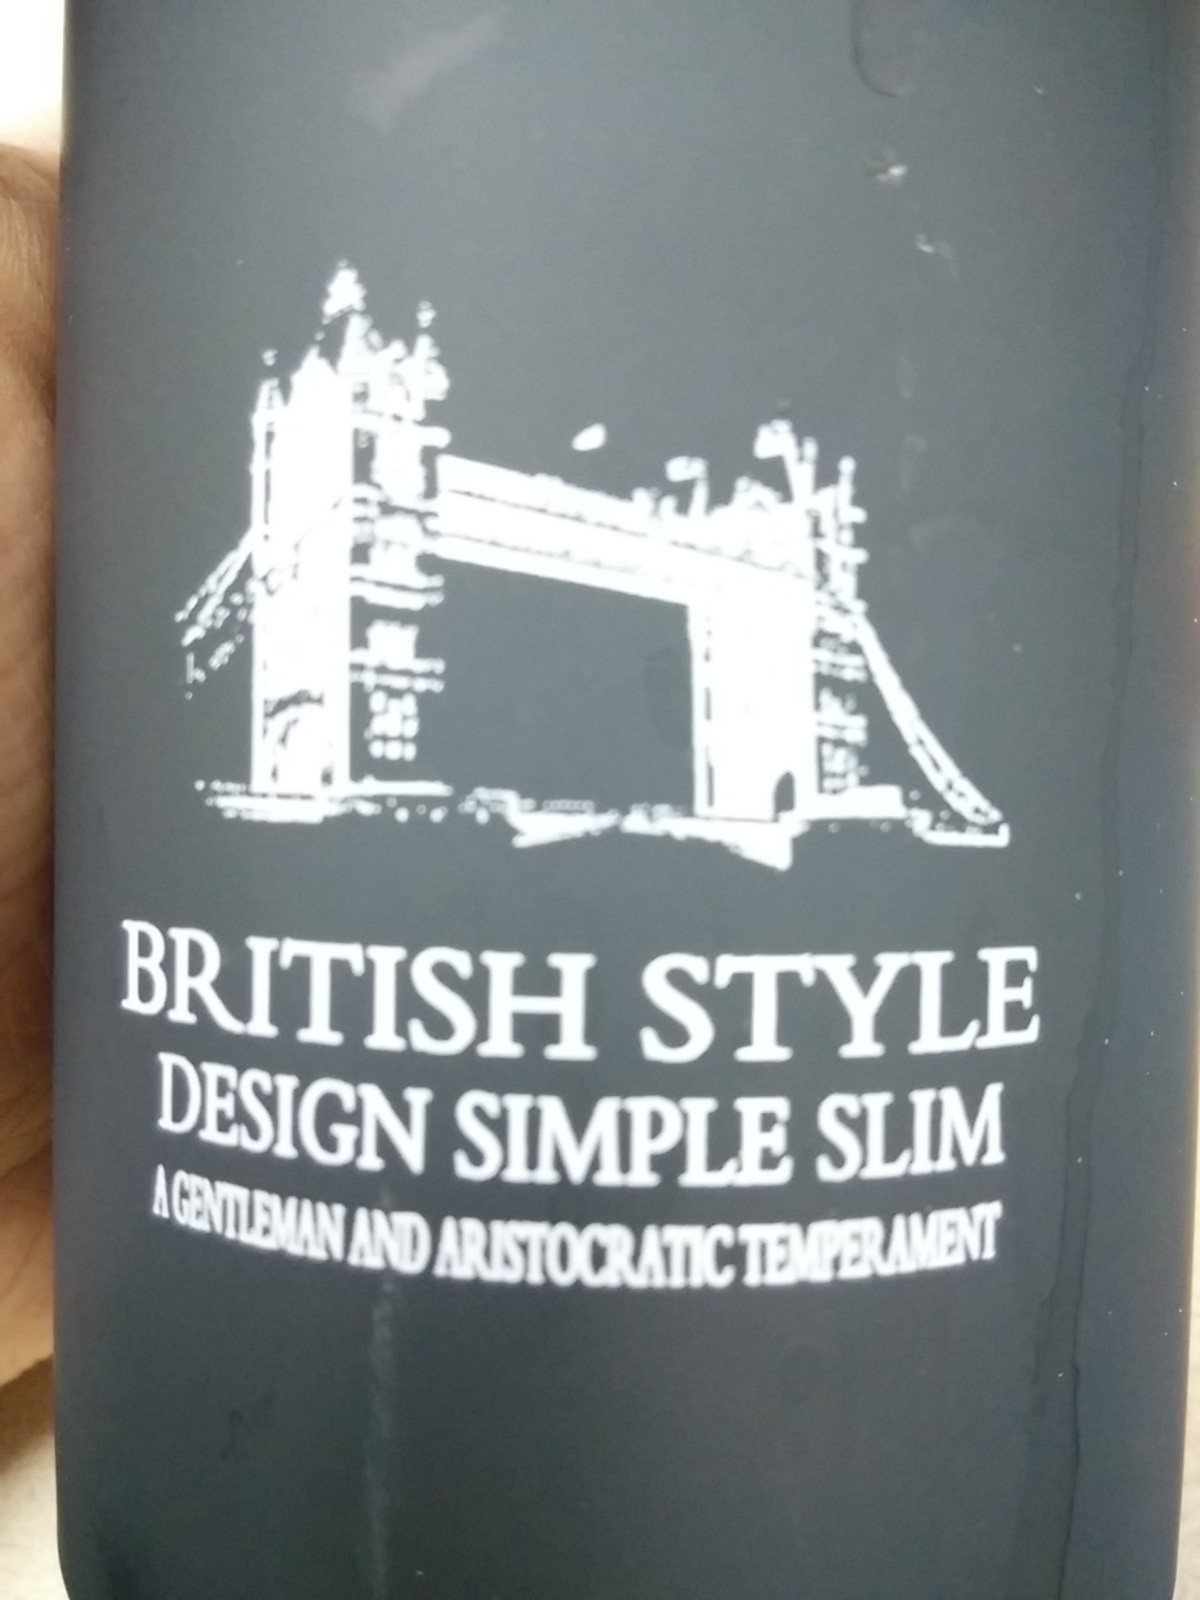 BRITISH STYLE
DESIGN SIMPLE SLIM
A GENTLEMAN AND ARISTOCRATIC TEMPERAMENT